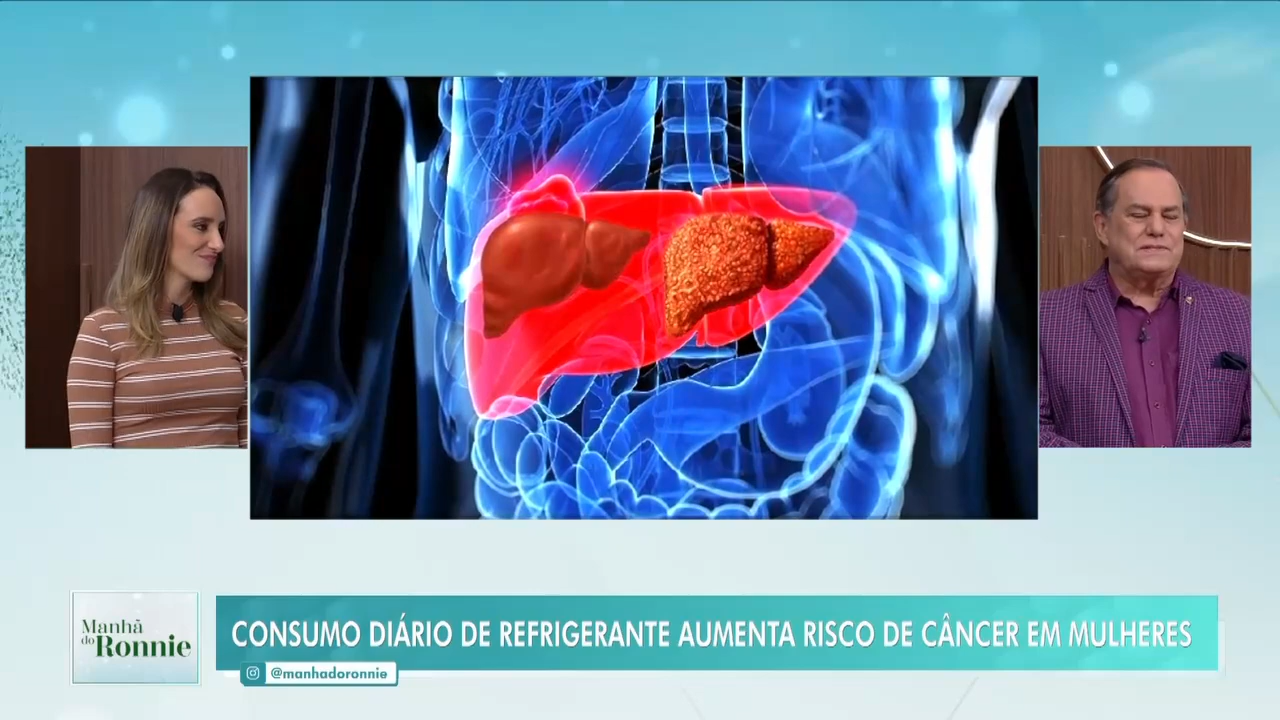 Manhã
do Ronnie
CONSUMO DIÁRIO DE REFRIGERANTE AUMENTA RISCO DE CÂNCER EM MULHERES
@manhadoronnie